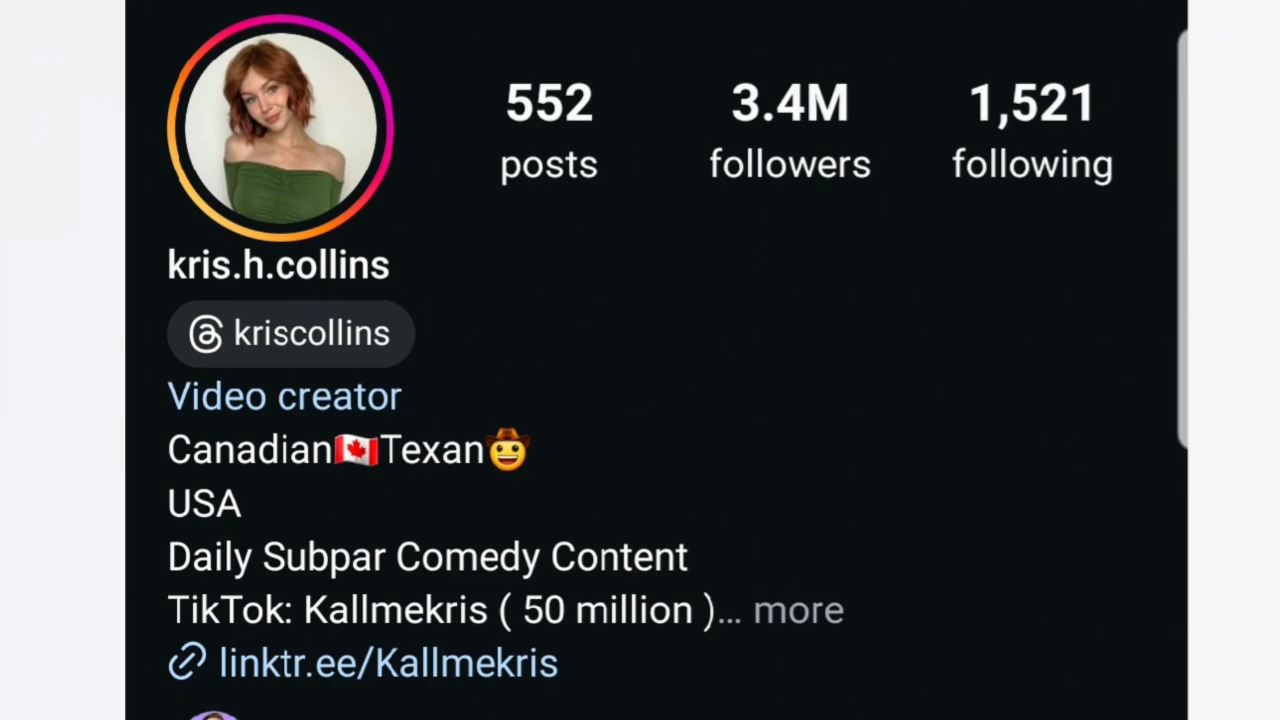 552 3.4M 1,521
posts followers following
kris.h.collins
kriscollins
Video creator
Canadian🇨🇦Texan🤠
USA
Daily Subpar Comedy Content
TikTok: Kallmekris ( 50 million )... more
linktr.ee/Kallmekris